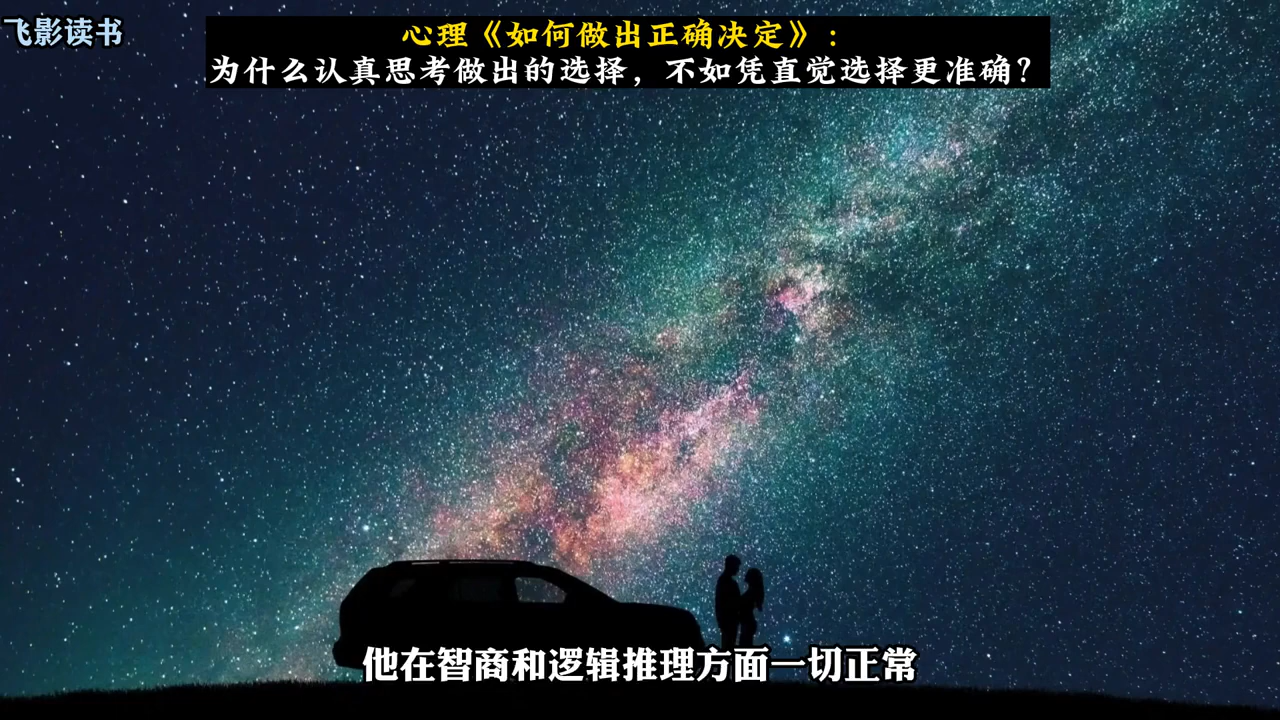 飞影读书
心理《如何做出正确决定》：
为什么认真思考做出的选择，不如凭直觉选择更准确？
他在智商和逻辑推理方面一切正常